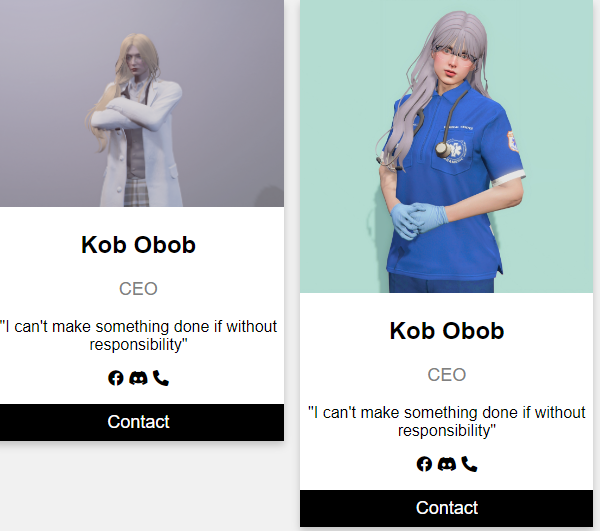 Kob Obob
CEO
"I can't make something done if without
responsibility"
Contact
Kob Obob
CEO
"I can't make something done if without
responsibility"
Contact